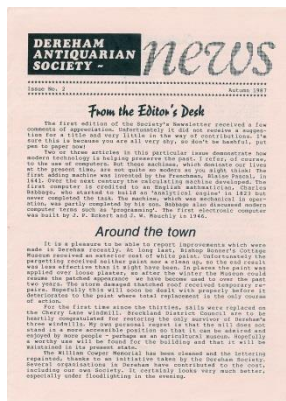 DEREHAM
ANTIQUARIAN
SOCIETY -
news
Issue No. 2 Autumn 1987
From the Editor's Desk
The first edition of the Society's Newsletter received a few
comments of appreciation. Unfortunately it did not receive a sugges-
tion for a title and very little in the way of contributions. I'm
sure this is because you are all very shy, so don't be bashful, put
pen to paper now.
Two or three articles in this particular issue demonstrate how
modern technology is helping preserve the past. I refer, of course,
to the use of computers. But these machines, which dominate our lives
at the present time, are not quite so modern as you might think! The
first adding machine was invented by the Frenchman, Blaise Pascal, in
1641. Over the next century the calculating machine developed. The
first computer is credited to an English mathematician, Charles
Babbage, who started to build an 'analytical engine' in 1821 but
never completed the task. The machine, which was mechanical in oper-
ation, was partly completed by his son. Babbage also discussed modern
computer terms such as 'programming'. The first electronic computer
was built by J. P. Eckert and J. W. Mauchly in 1946.
Around the town
It is a pleasure to be able to report improvements which were
made in Dereham recently. At long last, Bishop Bonner's Cottage
Museum received an exterior coat of white paint. Unfortunately the
pargetting received neither paint nor a clean up, so the end result
was less effective than it might have been. In places the paint was
applied over loose plaster, so after the winter the Museum could
resume the patched appearance we have become used to over the past
two years. The storm damaged thatched roof received temporary re-
pairs. Hopefully this will soon be dealt with properly before it
deteriorates to the point where total replacement is the only course
of action.
For the first time since the thirties, sails were replaced on
the Cherry Lane windmill. Breckland District Council are to be
heartily congratulated for restoring the only survivor of Dereham's
three windmills. My own personal regret is that the mill does not
stand in a more accessible position so that it can be admired and
enjoyed by more people - perhaps as an agricultural museum. Hopefully
a worthy use will be found for the building and that it will be
maintained in its present state.
The William Cowper Memorial has been cleaned and the lettering
repainted, thanks to an initiative taken by the Dereham Society.
Several organisations in Dereham have contributed to the cost,
including our own Society. It certainly looks very much better,
especially under floodlighting in the evening.